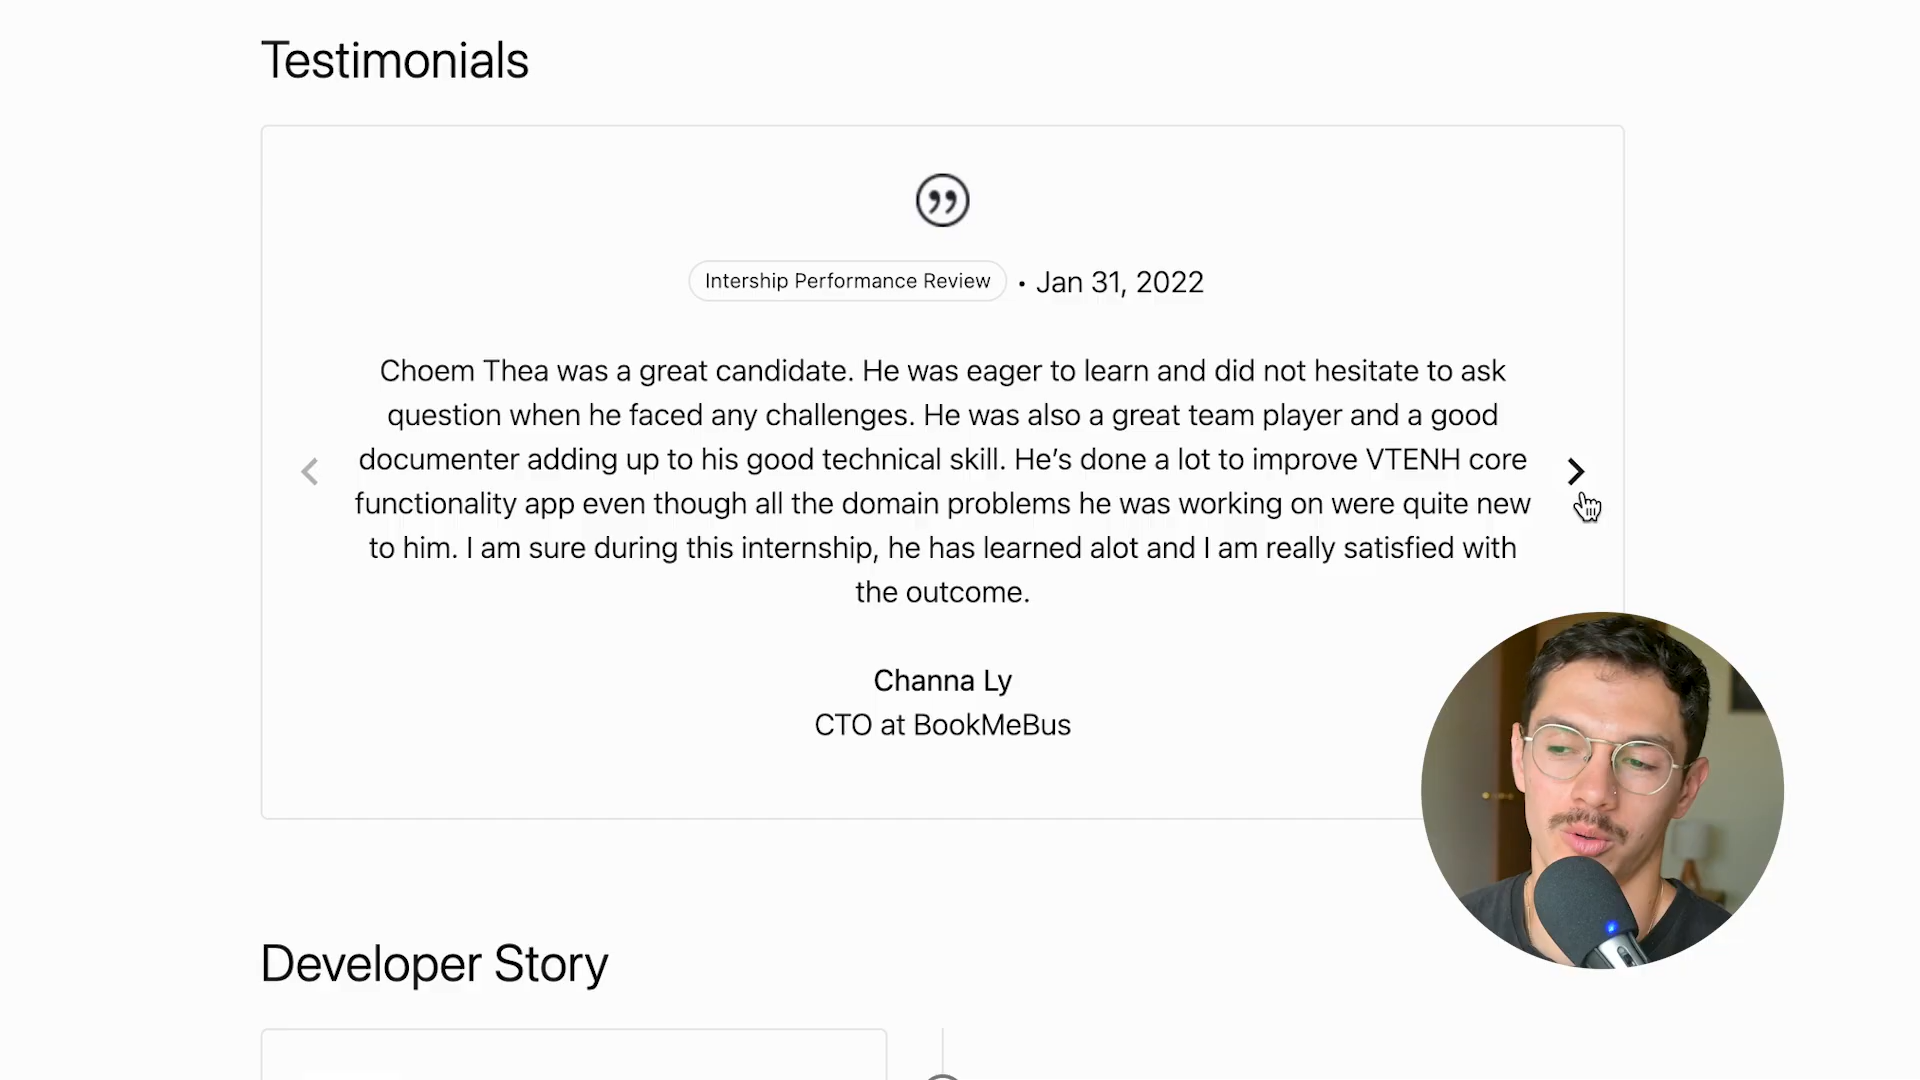 Testimonials
Intership Performance Review • Jan 31, 2022
Choem Thea was a great candidate. He was eager to learn and did not hesitate to ask
question when he faced any challenges. He was also a great team player and a good
documenter adding up to his good technical skill. He’s done a lot to improve VTENH core
functionality app even though all the domain problems he was working on were quite new
to him. I am sure during this internship, he has learned alot and I am really satisfied with
the outcome.
Channa Ly
CTO at BookMeBus
Developer Story